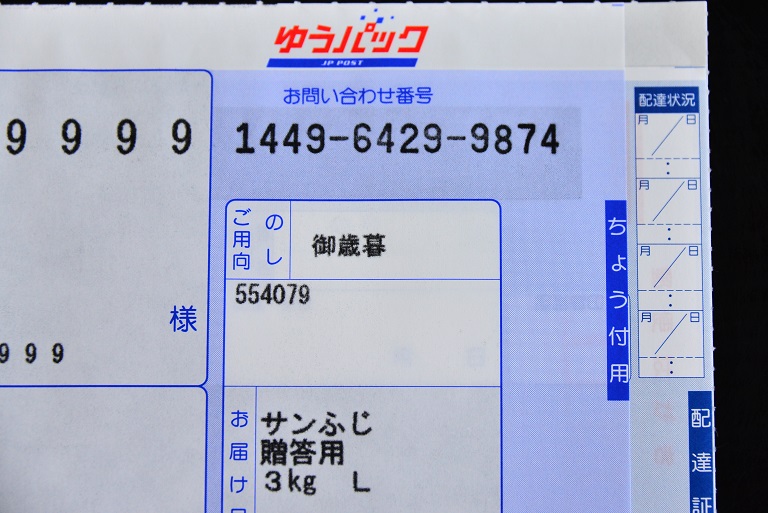 ゆうパック
JP POST
お問い合わせ番号
9 9 9 9
1449-6429-9874
配達状況
月 日
:
月 日
:
月 日
:
月 日
:
ご用向
のし
御歳暮
554079
様
9 9 9
ちょう付用
お届け
サンふじ
贈答用
3kg L
配達証